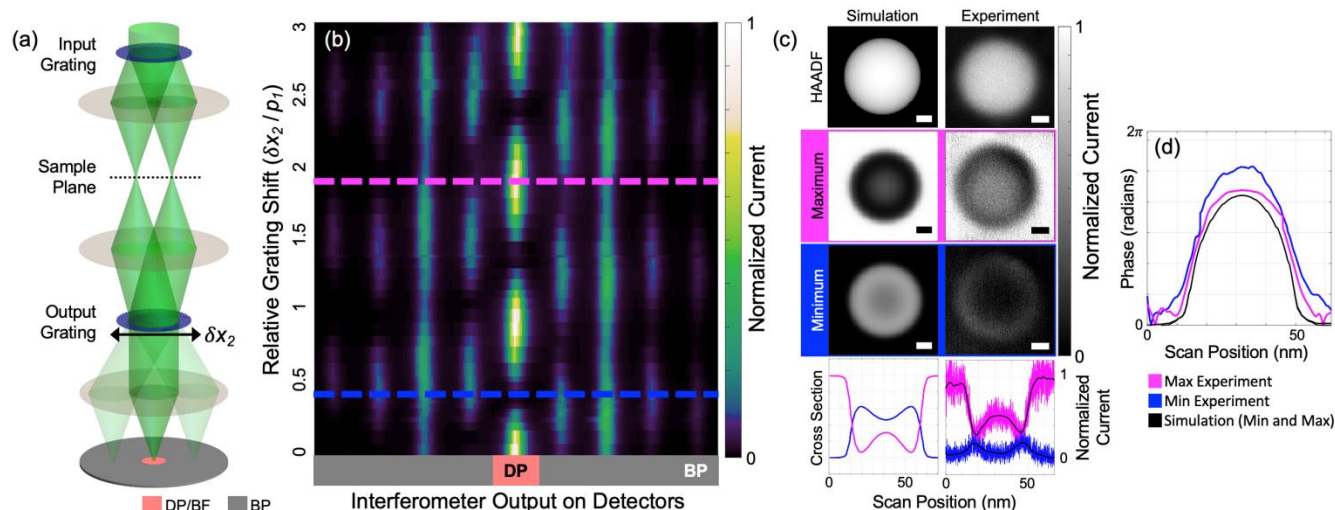 (a)
Input
Grating
Sample
Plane
Output
Grating
δx₂
DP/BF
BP
(b)
Relative Grating Shift (δx₂ / p₁)
3
2.5
2
1.5
1
0.5
0
DP
BP
Interferometer Output on Detectors
1
Normalized Current
0
(c)
Simulation
Experiment
HAADF
Maximum
Minimum
Cross Section
0
50
0
50
Scan Position (nm)
Scan Position (nm)
1
0
Normalized
Current
1
Normalized Current
0
(d)
2π
Phase (radians)
0
0
50
Scan Position (nm)
Max Experiment
Min Experiment
Simulation (Min and Max)